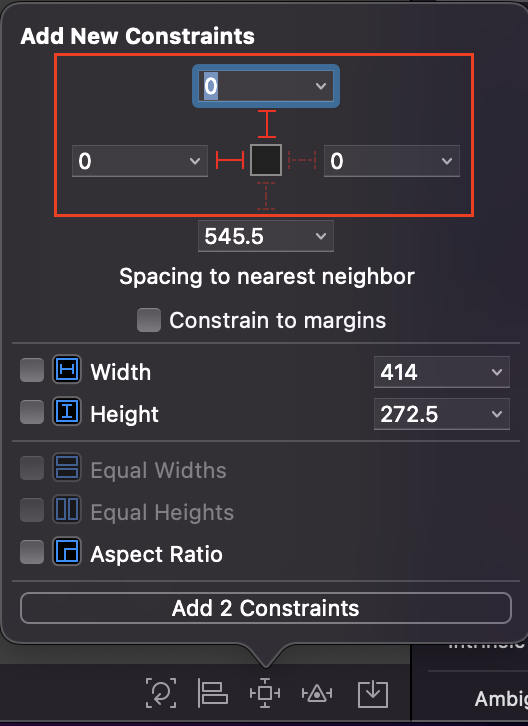 Add New Constraints
0
0 0
545.5
Spacing to nearest neighbor
Constrain to margins
Width 414
Height 272.5
Equal Widths
Equal Heights
Aspect Ratio
Add 2 Constraints
Ambig